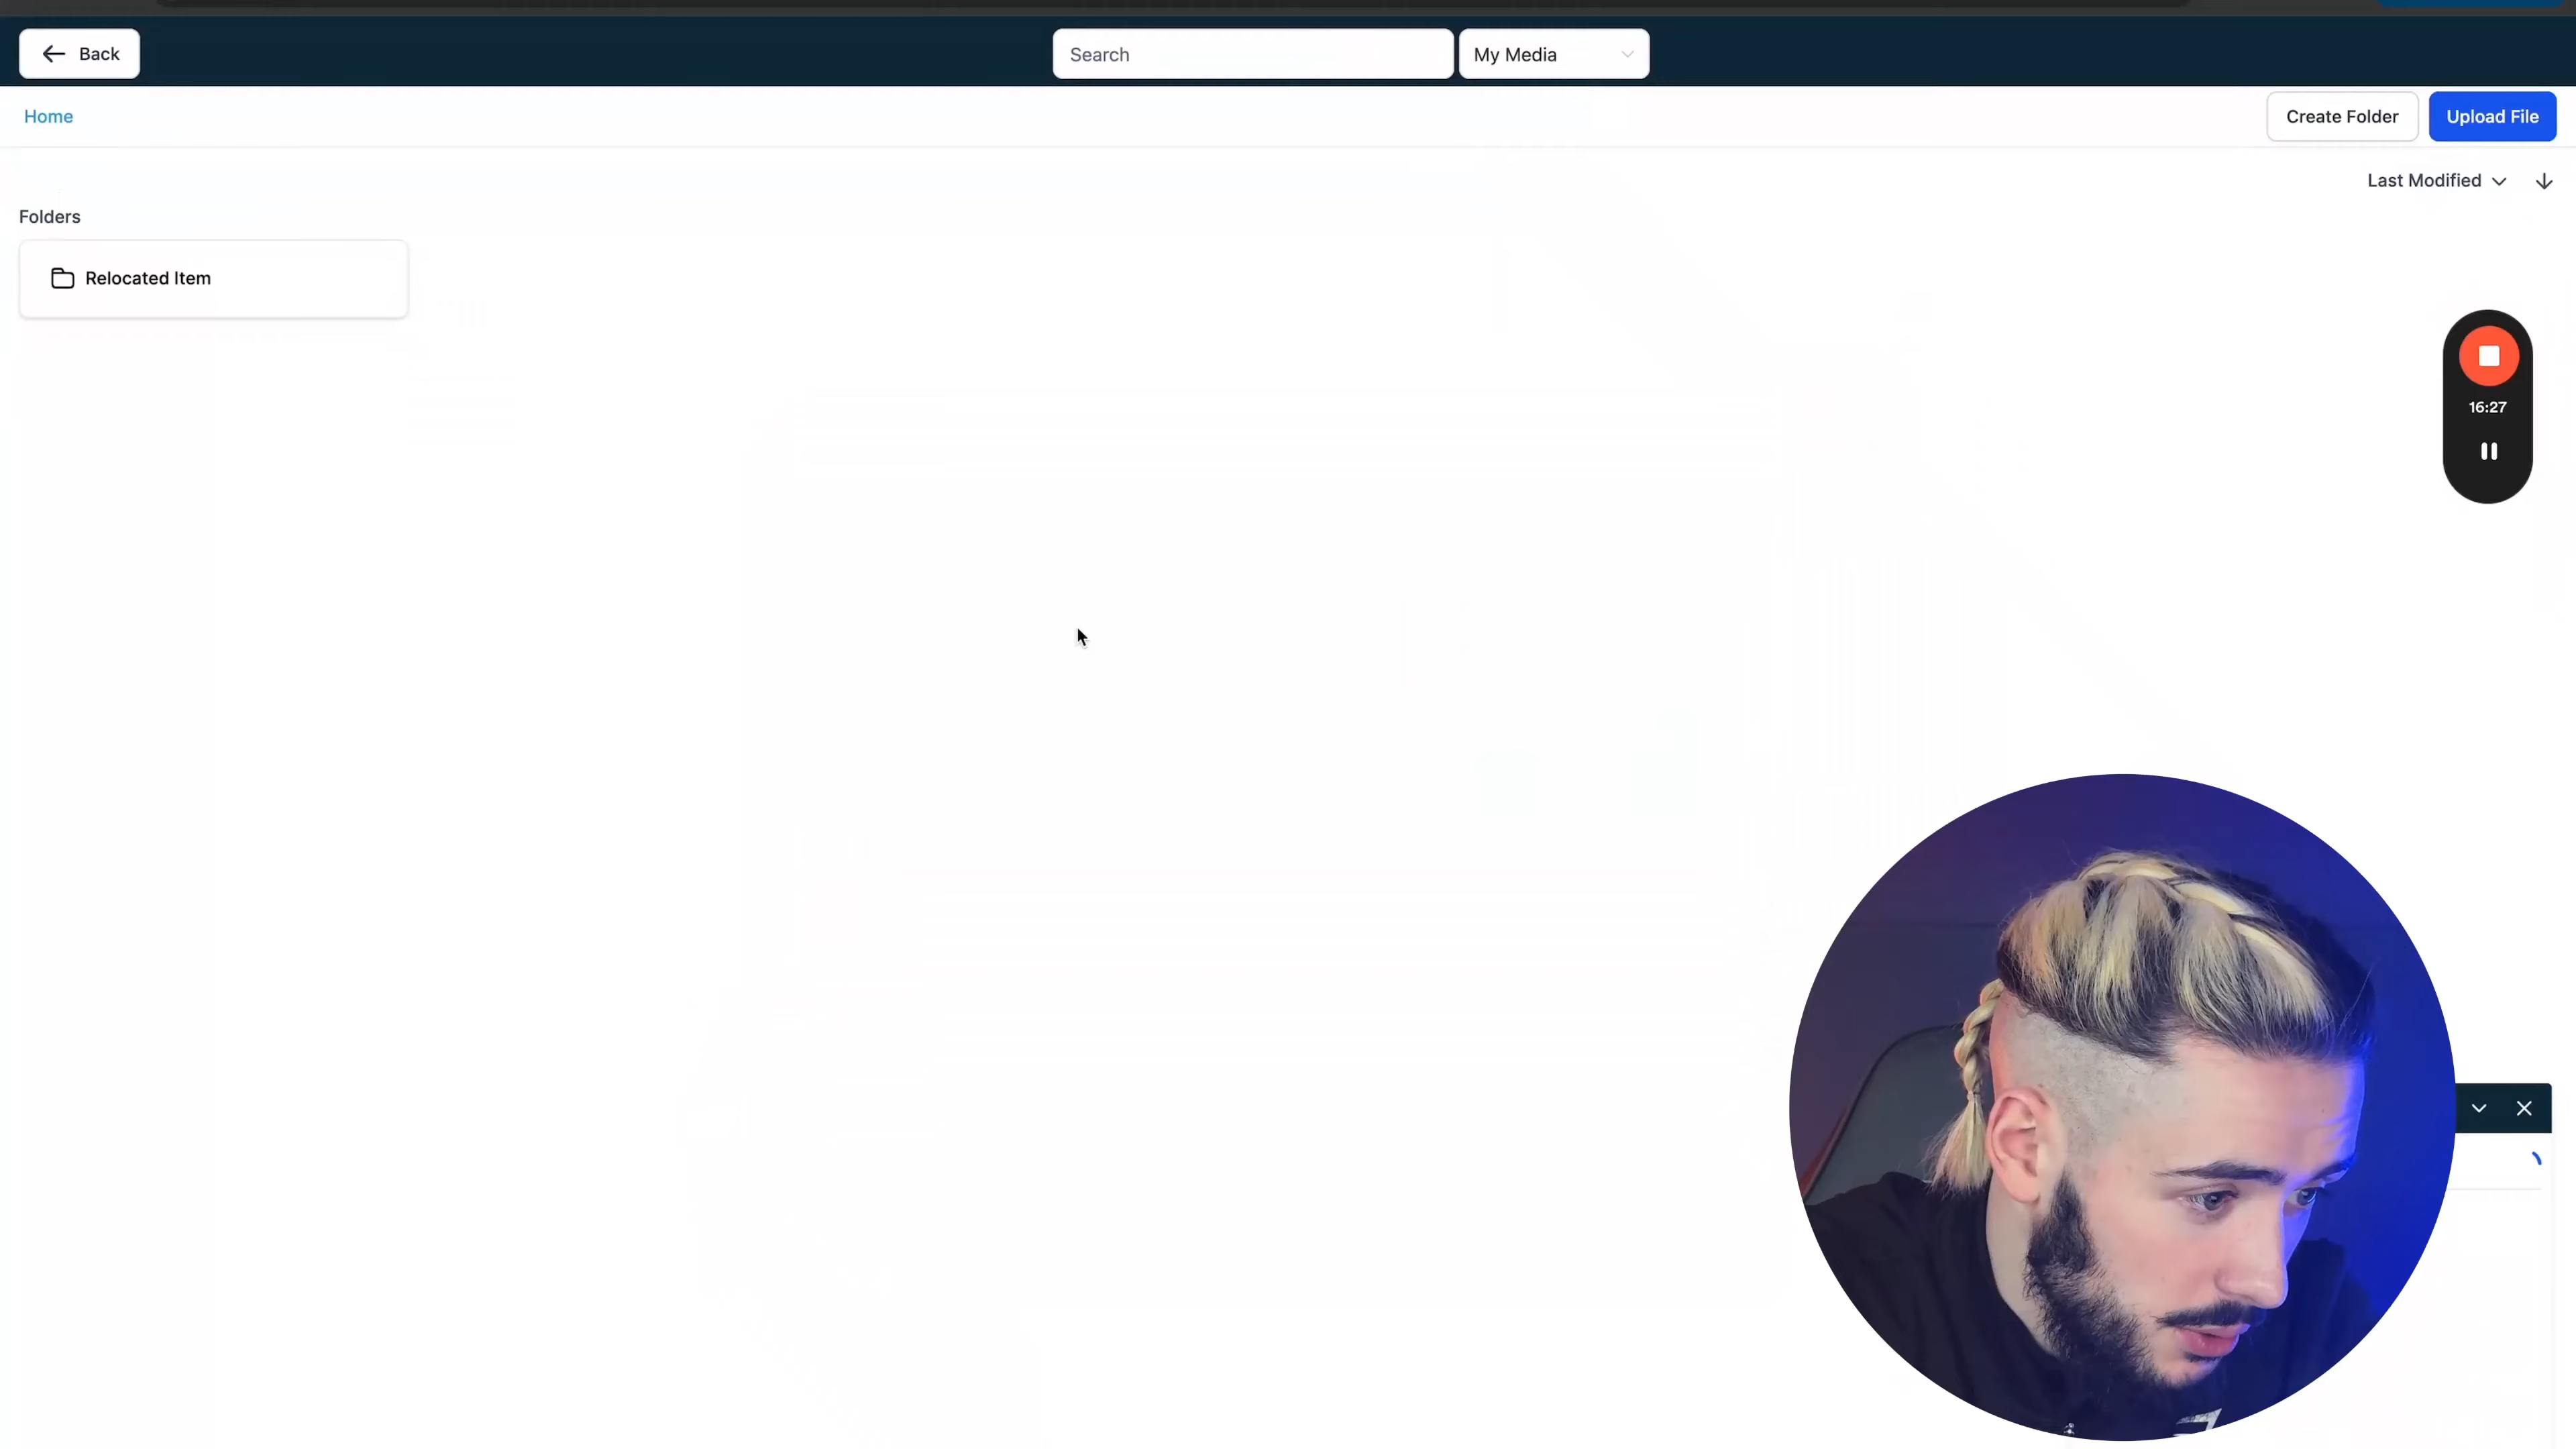 Back
Search
My Media
Home
Create Folder
Upload File
Last Modified
Folders
Relocated Item
16:27